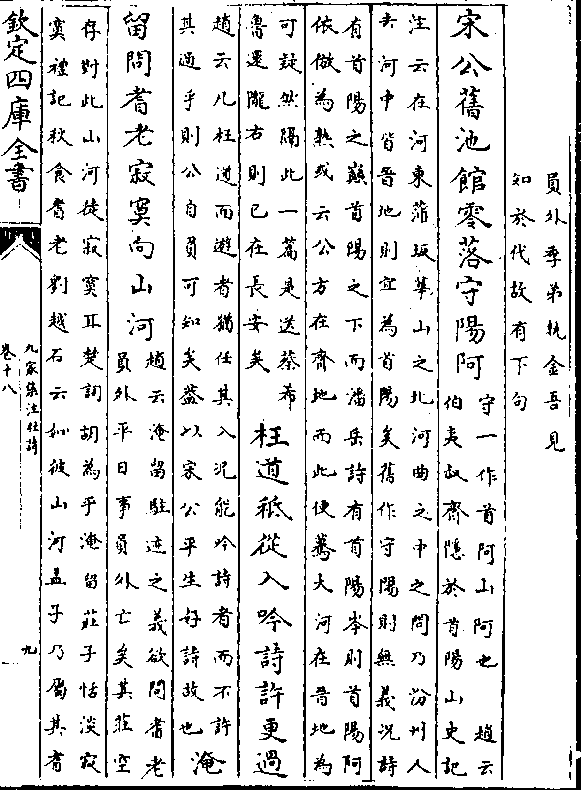 員外季弟執金吾見
知於代故有下句
宋公舊池館零落守陽阿
守一作首阿山阿也　趙云
伯夷叔齊隱於首陽山史記
注云在河東蒲坂華山之北河曲之中之問乃汾州人
去河中皆晉地則宜為首陽矣舊作守陽則無義況詩
有首陽之巔首陽之下而潘岳詩有首陽岑則首陽阿
依倣為熟或云公方在齊地而此便驀大河在晉地為
可疑然隔此一篇是送蔡希
魯還隴右則已在長安矣
枉道秪從入吟詩許更過
趙云凡枉道而遊者猶任其入況能吟詩者而不許
其過乎則公自員可知矣蓋以宋公平生好詩故也
淹
留問耆老寂寞向山河
趙云淹留駐迹之義欲問耆老
員外平日事員外亡矣其莊空
存對此山河徒寂寞耳楚詞胡為乎淹留莊子恬淡寂
寞禮記秋食耆老劉越石云如彼山河孟子乃屬其耆
欽定四庫全書
九家集注杜詩
卷十八
九